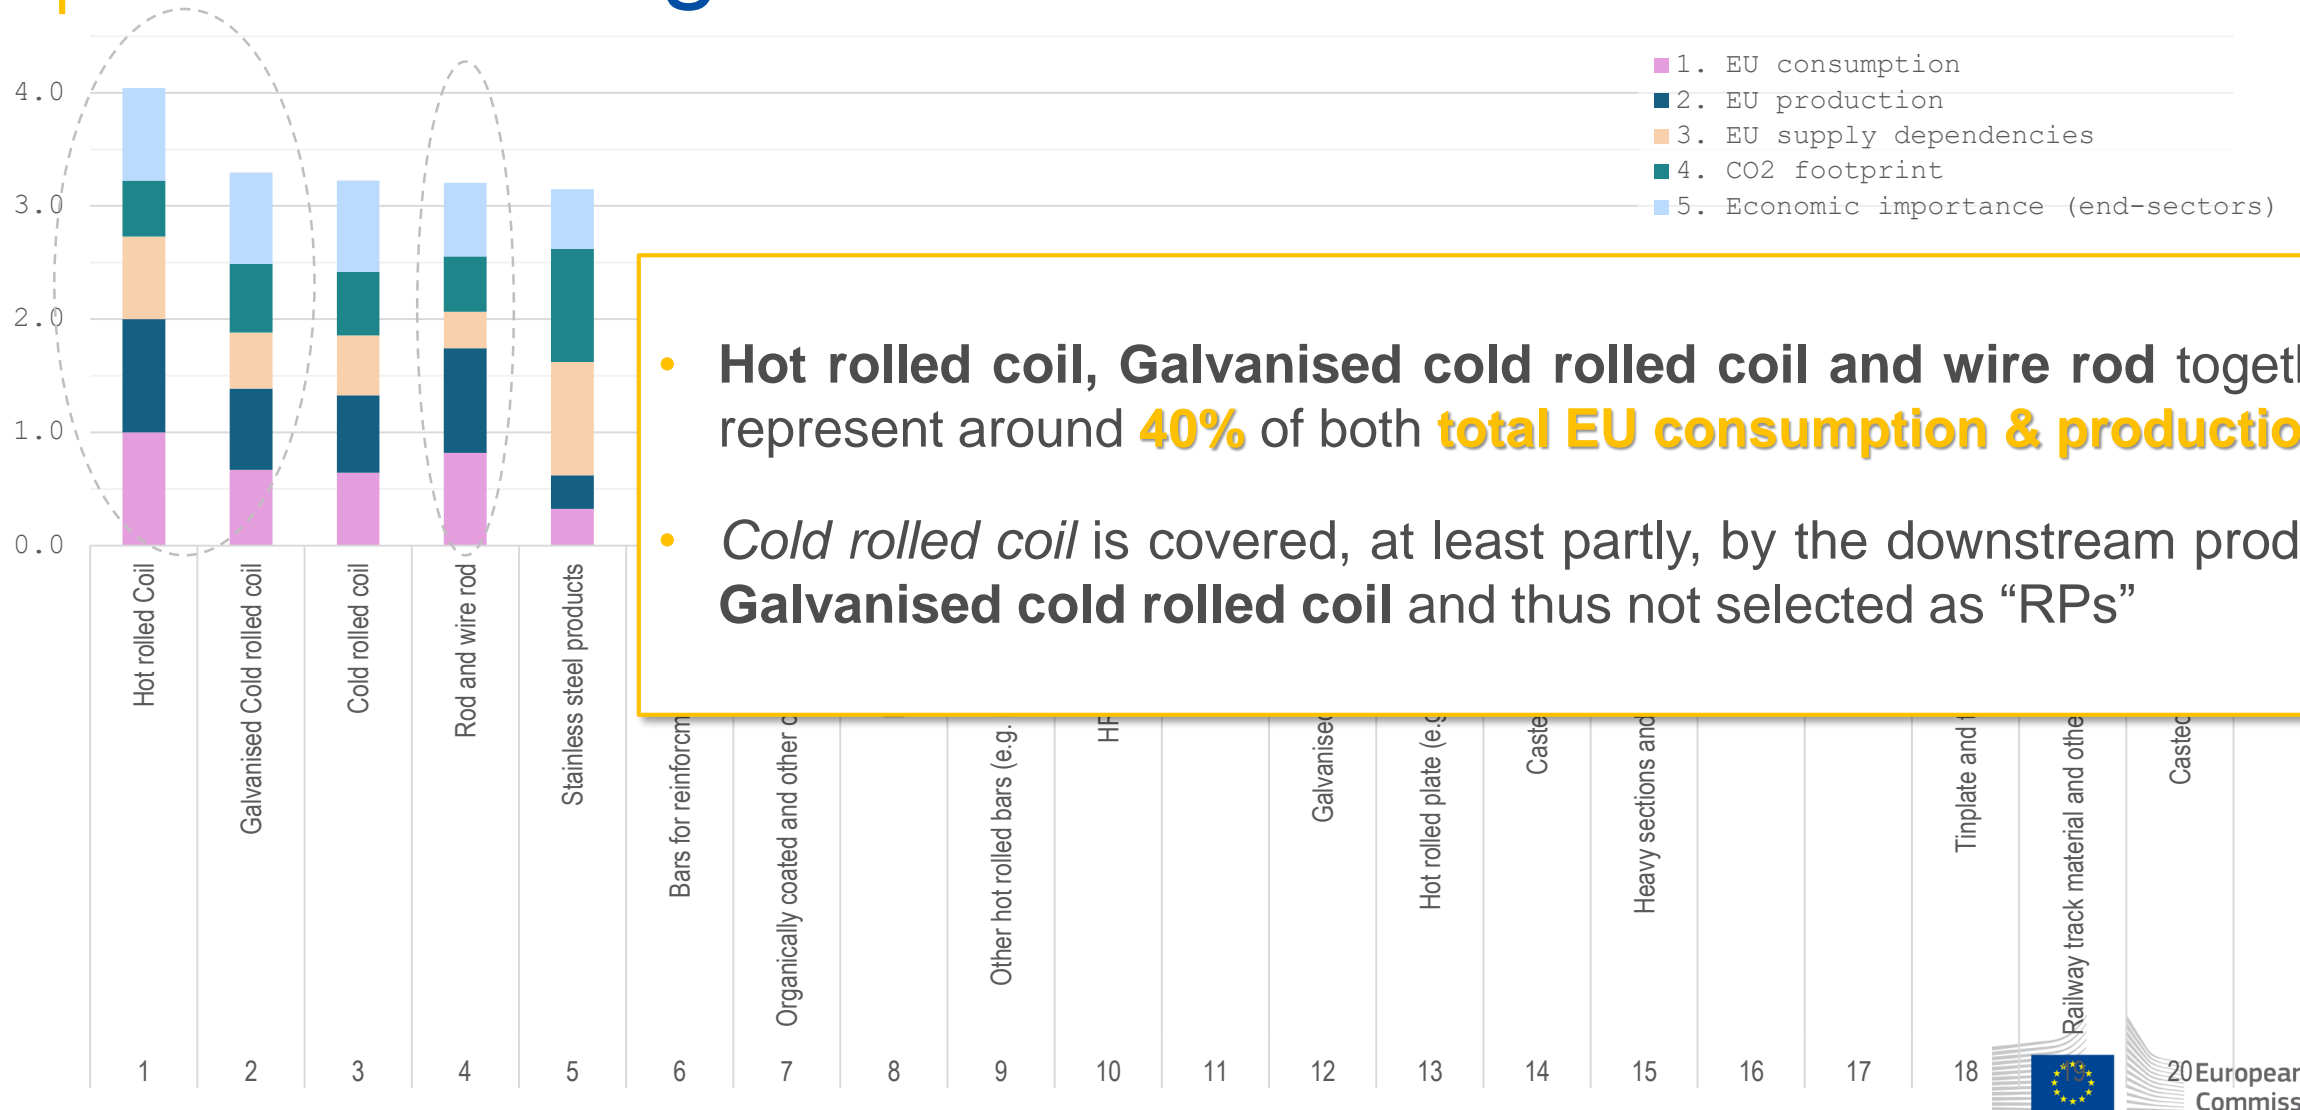 4.0
3.0
2.0
1.0
0.0
1. EU consumption
2. EU production
3. EU supply dependencies
4. CO2 footprint
5. Economic importance (end-sectors)
• Hot rolled coil, Galvanised cold rolled coil and wire rod
represent around 40% of both total EU consumption &
• Cold rolled coil is covered, at least partly, by the downstream
Galvanised cold rolled coil and thus not selected as “RPs”
Hot rolled Coil
Galvanised Cold rolled coil
Cold rolled coil
Rod and wire rod
Stainless steel products
Bars for
Organically coated and other
Other hot rolled bars (e.g.
Hot rolled plate (e.g.
Heavy sections and
Tinplate and
Railway track material and other
1 2 3 4 5 6 7 8 9 10 11 12 13 14 15 16 17 18 19 20
European